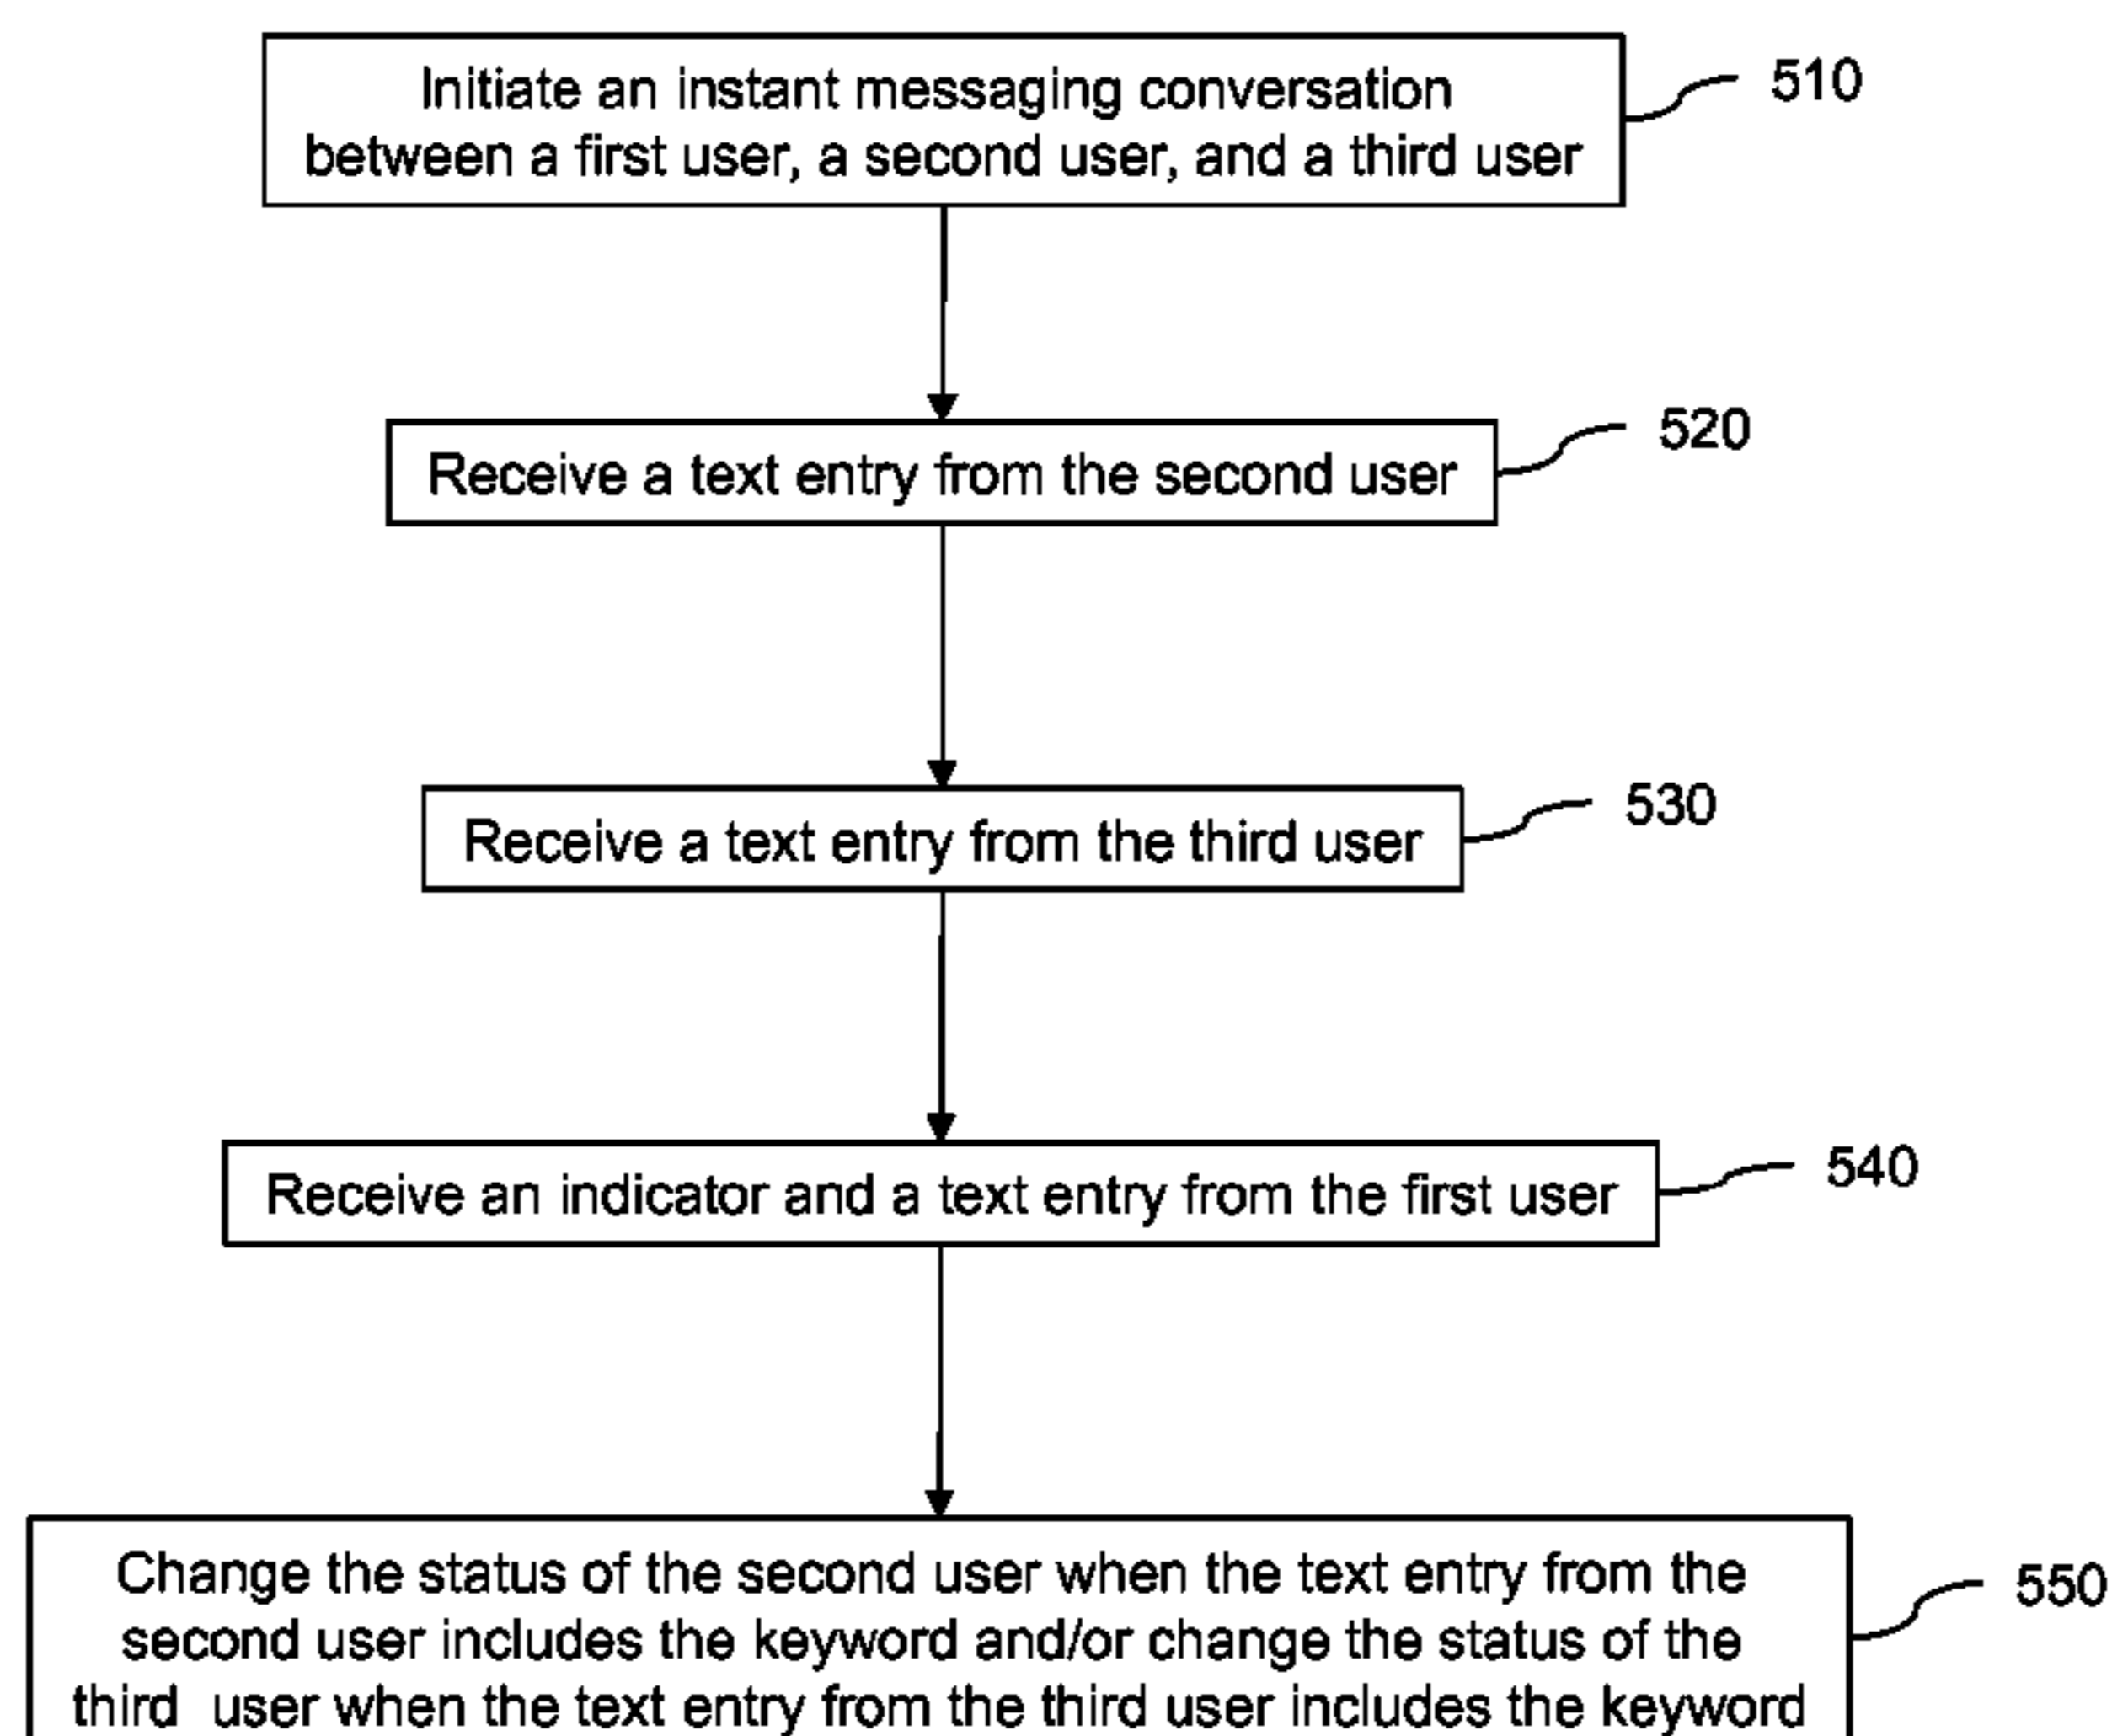 Initiate an instant messaging conversation
between a first user, a second user, and a third user
510
Receive a text entry from the second user
520
Receive a text entry from the third user
530
Receive an indicator and a text entry from the first user
540
Change the status of the second user when the text entry from the
second user includes the keyword and/or change the status of the
third user when the text entry from the third user includes the keyword
550